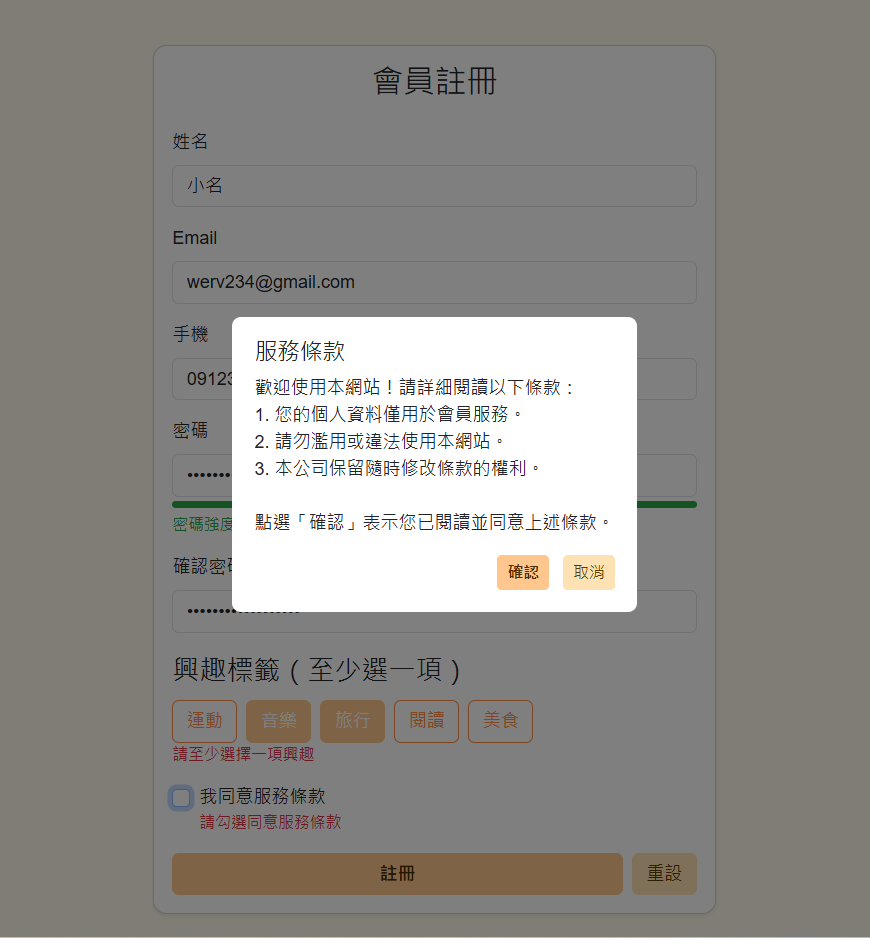 會員註冊
姓名
小名
Email
werv234@gmail.com
手機
0912
密碼
密碼強度
確認密
服務條款
歡迎使用本網站！請詳細閱讀以下條款：
1. 您的個人資料僅用於會員服務。
2. 請勿濫用或違法使用本網站。
3. 本公司保留隨時修改條款的權利。
點選「確認」表示您已閱讀並同意上述條款。
確認 取消
興趣標籤（至少選一項）
運動 音樂 旅行 閱讀 美食
請至少選擇一項興趣
我同意服務條款
請勾選同意服務條款
註冊 重設